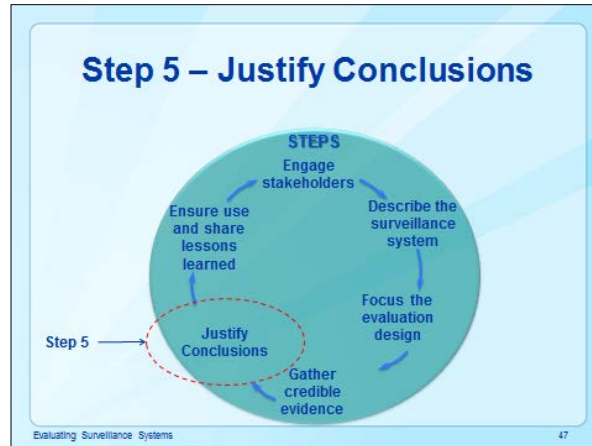 Step 5 – Justify Conclusions
STEPS
Engage
stakeholders
Describe the
surveillance
system
Focus the
evaluation
design
Gather
credible
evidence
Justify
Conclusions
Ensure use
and share
lessons
learned
Step 5
Evaluating Surveillance Systems
47